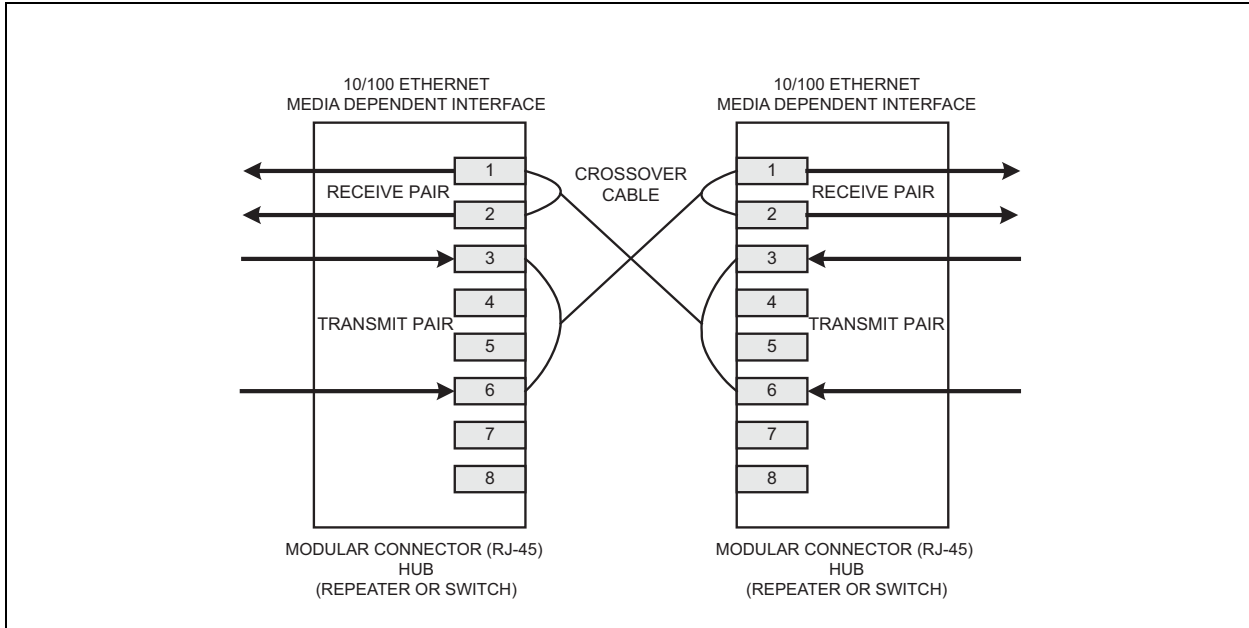 10/100 ETHERNET
MEDIA DEPENDENT INTERFACE
1
RECEIVE PAIR
2
3
4
TRANSMIT PAIR
5
6
7
8
MODULAR CONNECTOR (RJ-45)
HUB
(REPEATER OR SWITCH)
CROSSOVER
CABLE
10/100 ETHERNET
MEDIA DEPENDENT INTERFACE
1
RECEIVE PAIR
2
3
4
TRANSMIT PAIR
5
6
7
8
MODULAR CONNECTOR (RJ-45)
HUB
(REPEATER OR SWITCH)